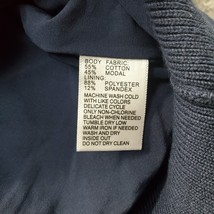 BODY FABRIC
55% COTTON
45% MODAL
LINING:
88% POLYESTER
12% SPANDEX
MACHINE WASH COLD
WITH LIKE COLORS
DELICATE CYCLE
ONLY NON-CHLORINE
BLEACH WHEN NEEDED
TUMBLE DRY LOW
WARM IRON IF NEEDED
WASH AND DRY
INSIDE OUT
DO NOT DRY CLEAN